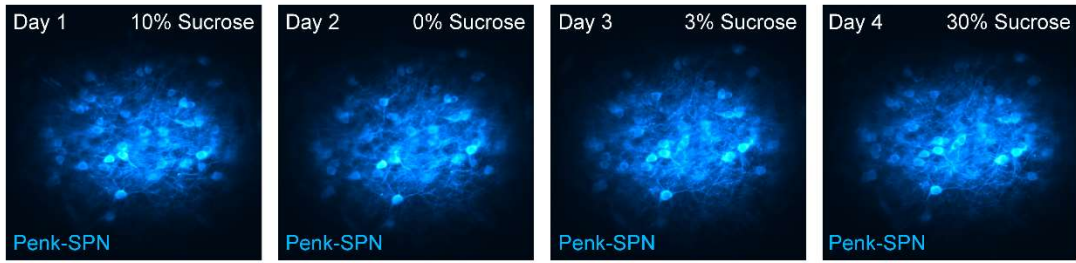 Day 1 10% Sucrose
Penk-SPN
Day 2 0% Sucrose
Penk-SPN
Day 3 3% Sucrose
Penk-SPN
Day 4 30% Sucrose
Penk-SPN